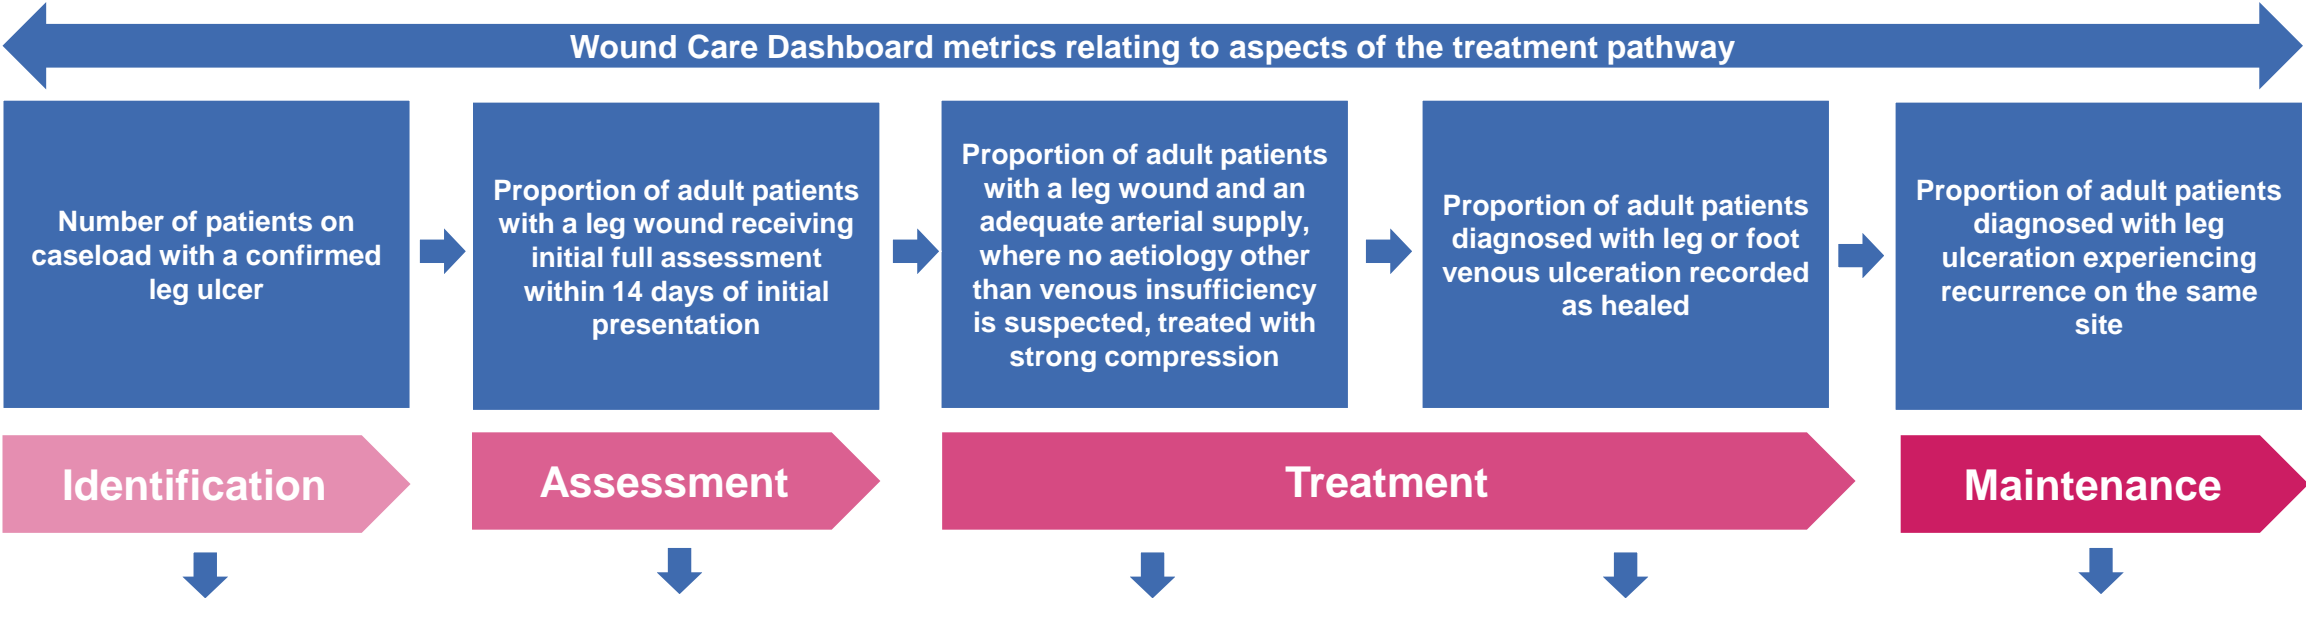 Wound Care Dashboard metrics relating to aspects of the treatment pathway
Number of patients on
caseload with a confirmed
leg ulcer
Proportion of adult patients
with a leg wound receiving
initial full assessment
within 14 days of initial
presentation
Proportion of adult patients
with a leg wound and an
adequate arterial supply,
where no aetiology other
than venous insufficiency
is suspected, treated with
strong compression
Proportion of adult patients
diagnosed with leg or foot
venous ulceration recorded
as healed
Proportion of adult patients
diagnosed with leg
ulceration experiencing
recurrence on the same
site
Identification
Assessment
Treatment
Maintenance